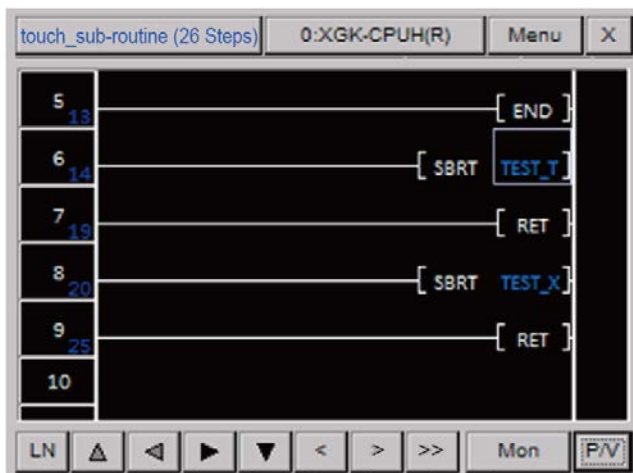 touch_sub-routine (26 Steps) 0:XGK-CPUH(R) Menu X
5 13 [ END ]
6 14 [ SBRT TEST_T ]
7 19 [ RET ]
8 20 [ SBRT TEST_X ]
9 25 [ RET ]
10
LN < > >> Mon P/V